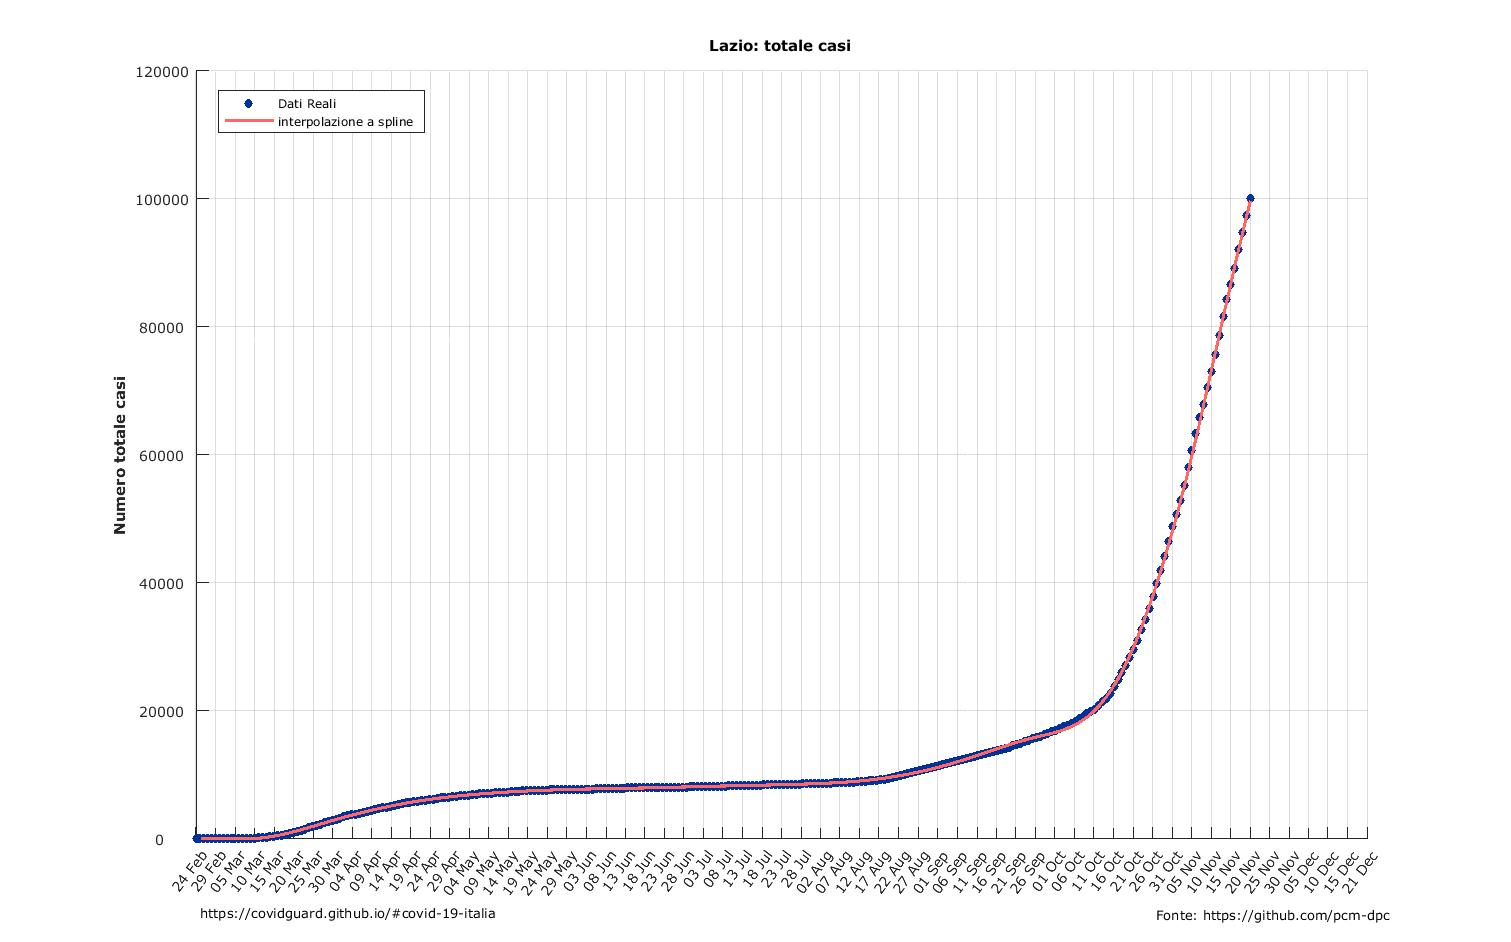 Lazio: totale casi
120000
100000
80000
60000
40000
20000
0
Numero totale casi
Dati Reali
interpolazione a spline
24 Feb
29 Feb
05 Mar
10 Mar
15 Mar
20 Mar
25 Mar
30 Mar
04 Apr
09 Apr
14 Apr
19 Apr
24 Apr
29 Apr
04 May
09 May
14 May
19 May
24 May
29 May
03 Jun
08 Jun
13 Jun
18 Jun
23 Jun
28 Jun
03 Jul
08 Jul
13 Jul
18 Jul
23 Jul
28 Jul
02 Aug
07 Aug
12 Aug
17 Aug
22 Aug
27 Aug
01 Sep
06 Sep
11 Sep
16 Sep
21 Sep
26 Sep
01 Oct
06 Oct
11 Oct
16 Oct
21 Oct
26 Oct
31 Oct
05 Nov
10 Nov
15 Nov
20 Nov
25 Nov
30 Nov
05 Dec
10 Dec
15 Dec
21 Dec
https://covidguard.github.io/#covid-19-italia
Fonte: https://github.com/pcm-dpc